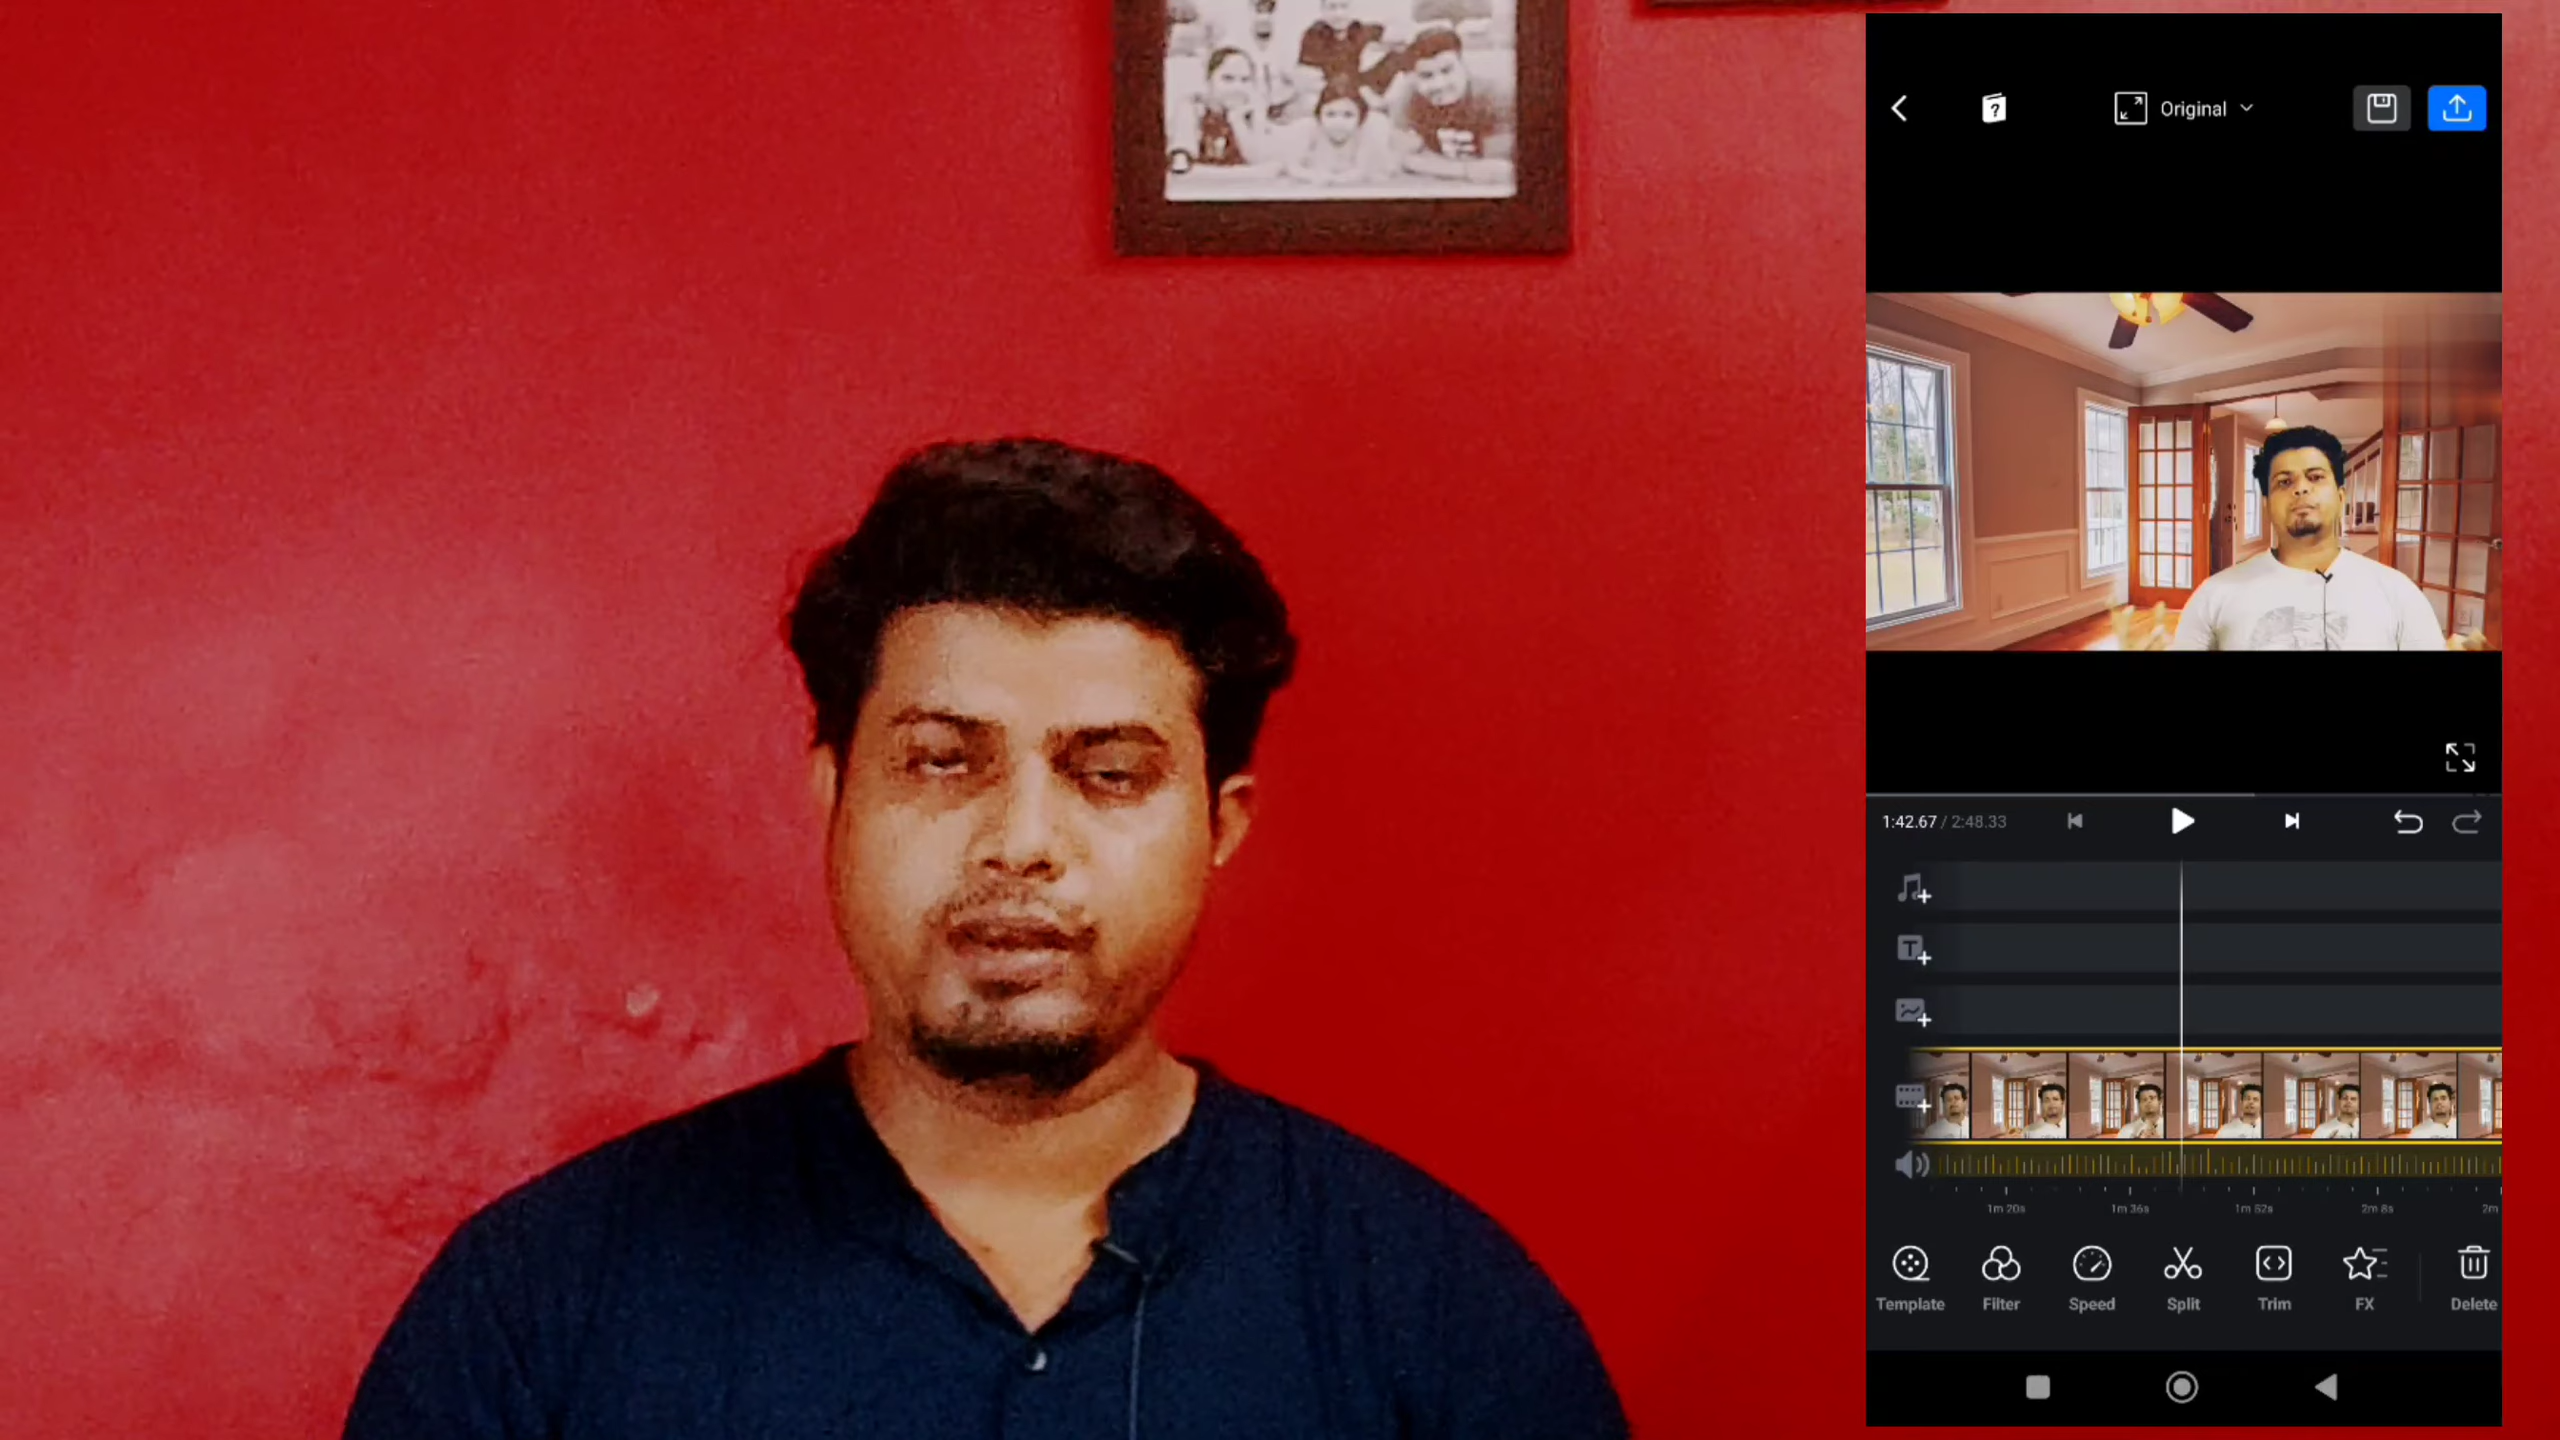 Original
1:42.67 / 2:48.33
1m 20s 1m 36s 1m 52s 2m 8s 2m
Template Filter Speed Split Trim FX Delete